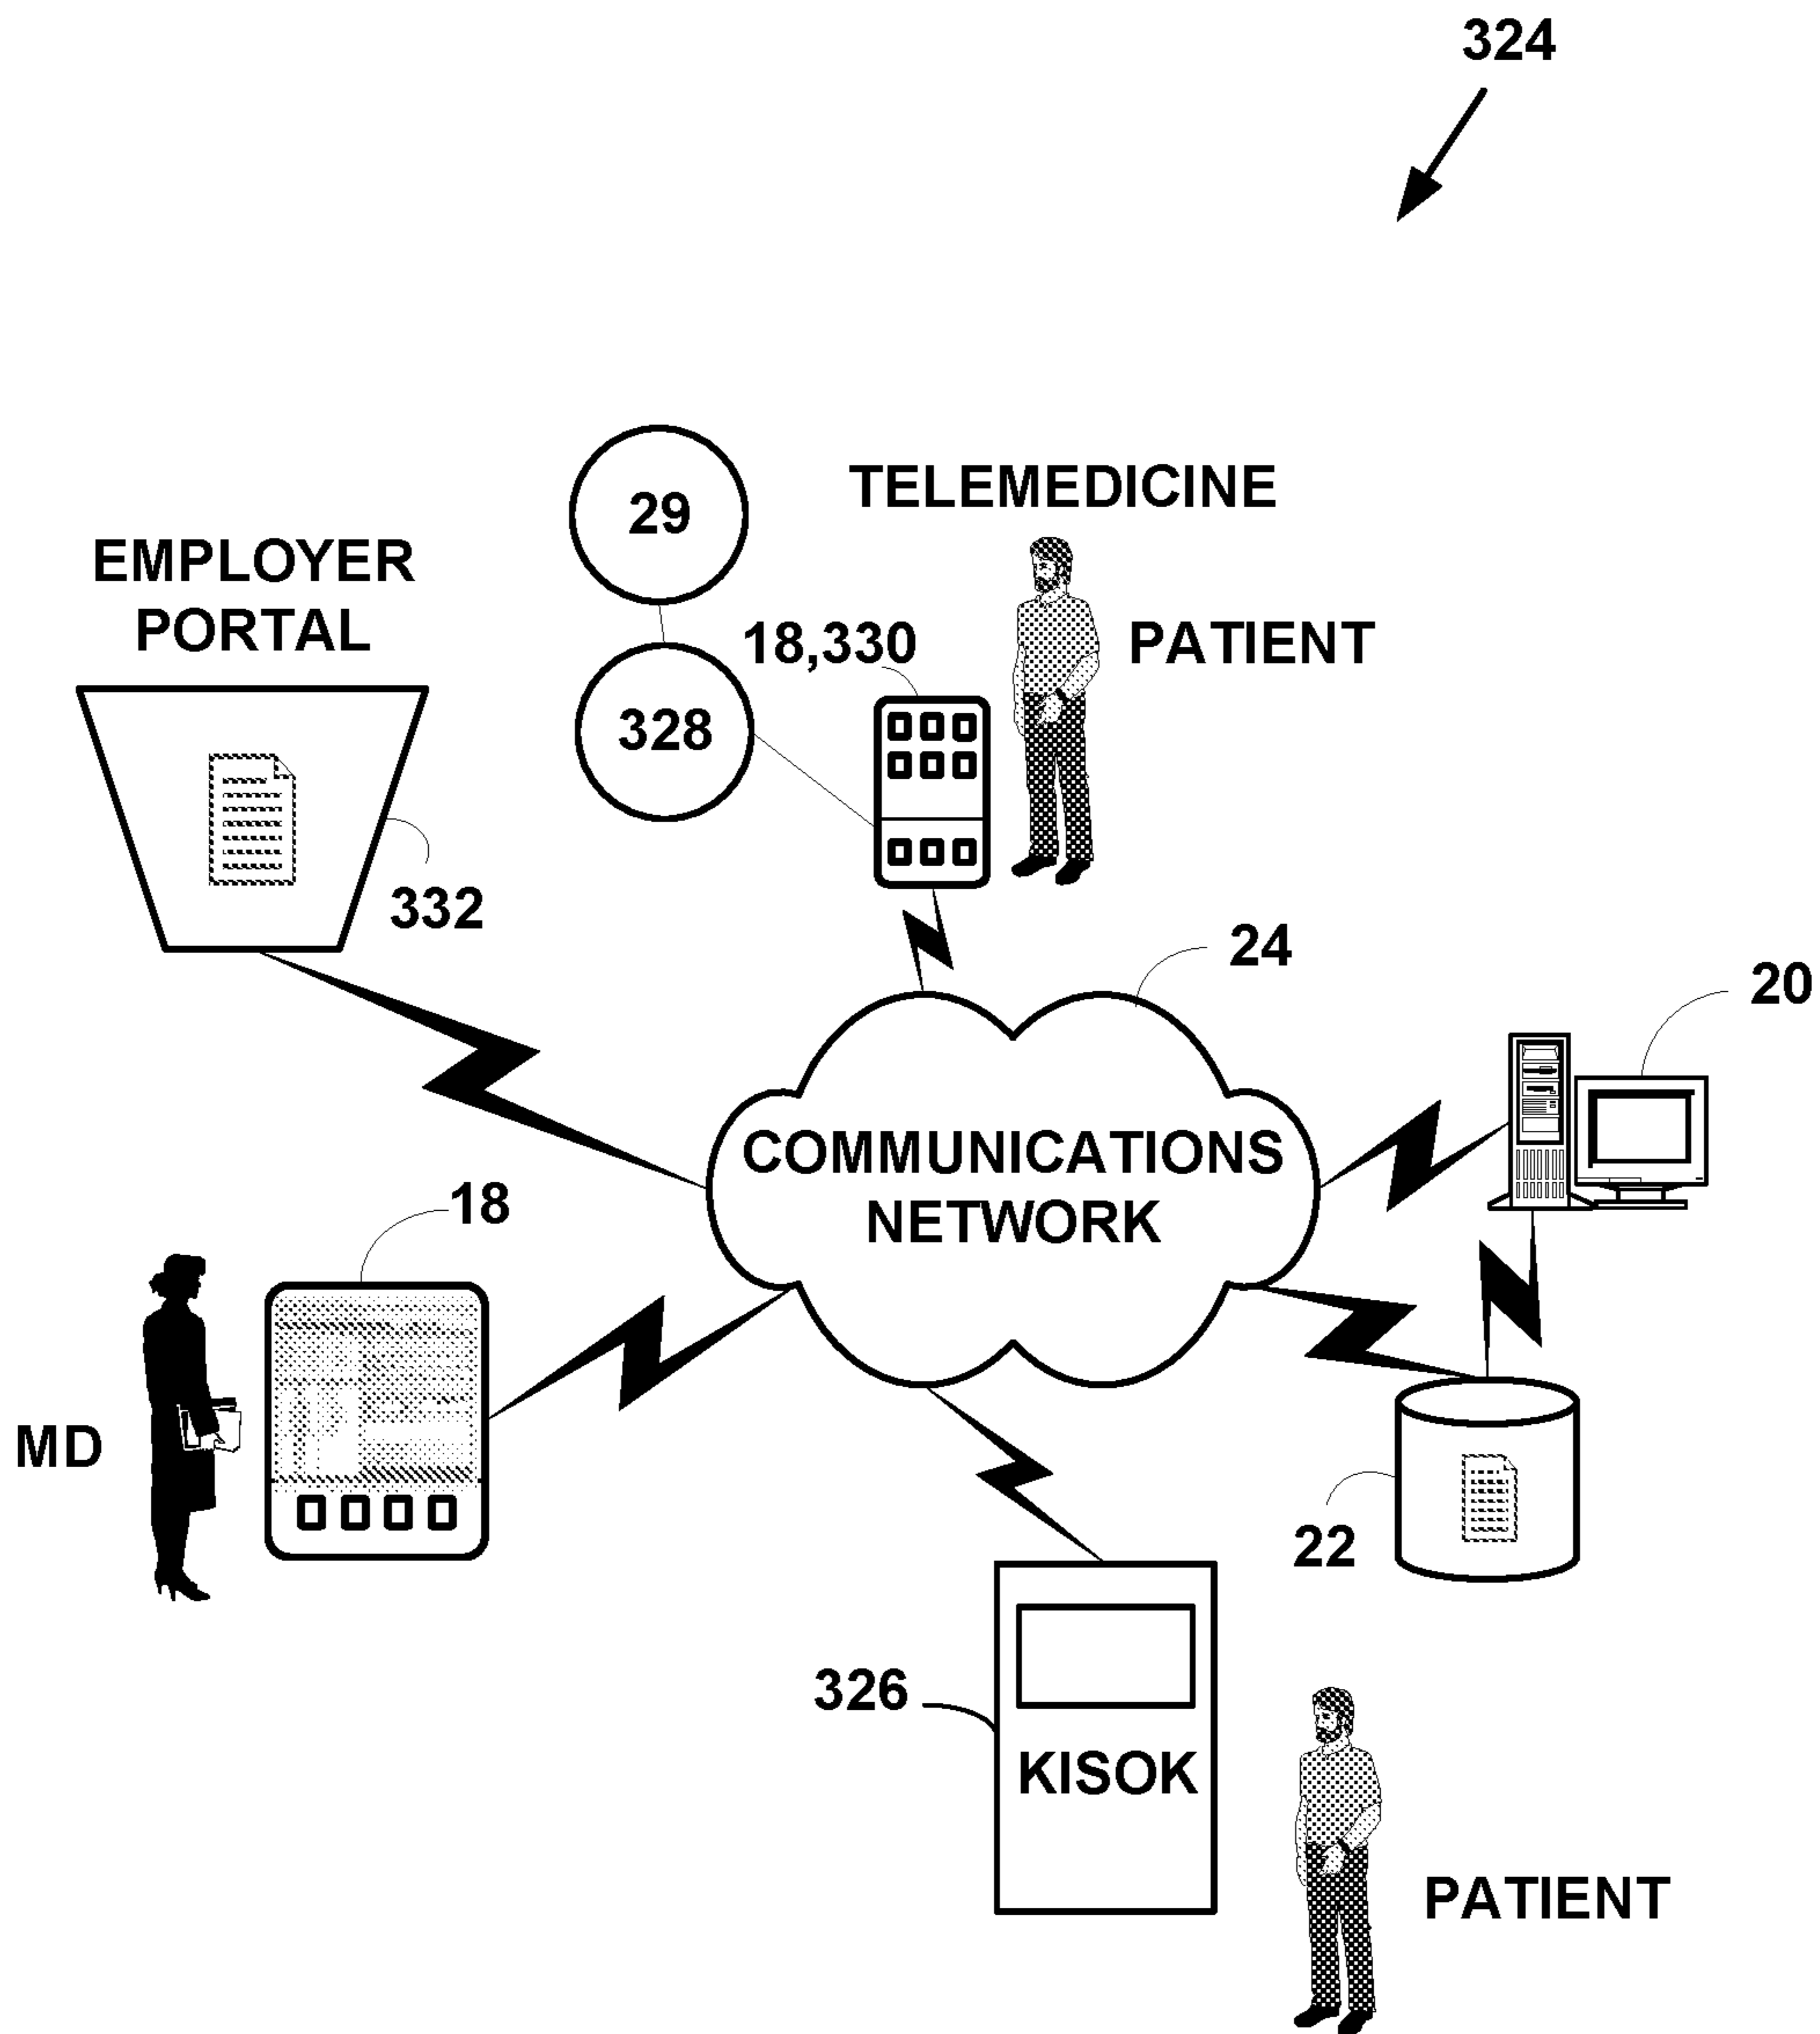 324
29
TELEMEDICINE
EMPLOYER
PORTAL
18,330
PATIENT
328
332
24
20
COMMUNICATIONS
NETWORK
18
MD
22
326
KISOK
PATIENT